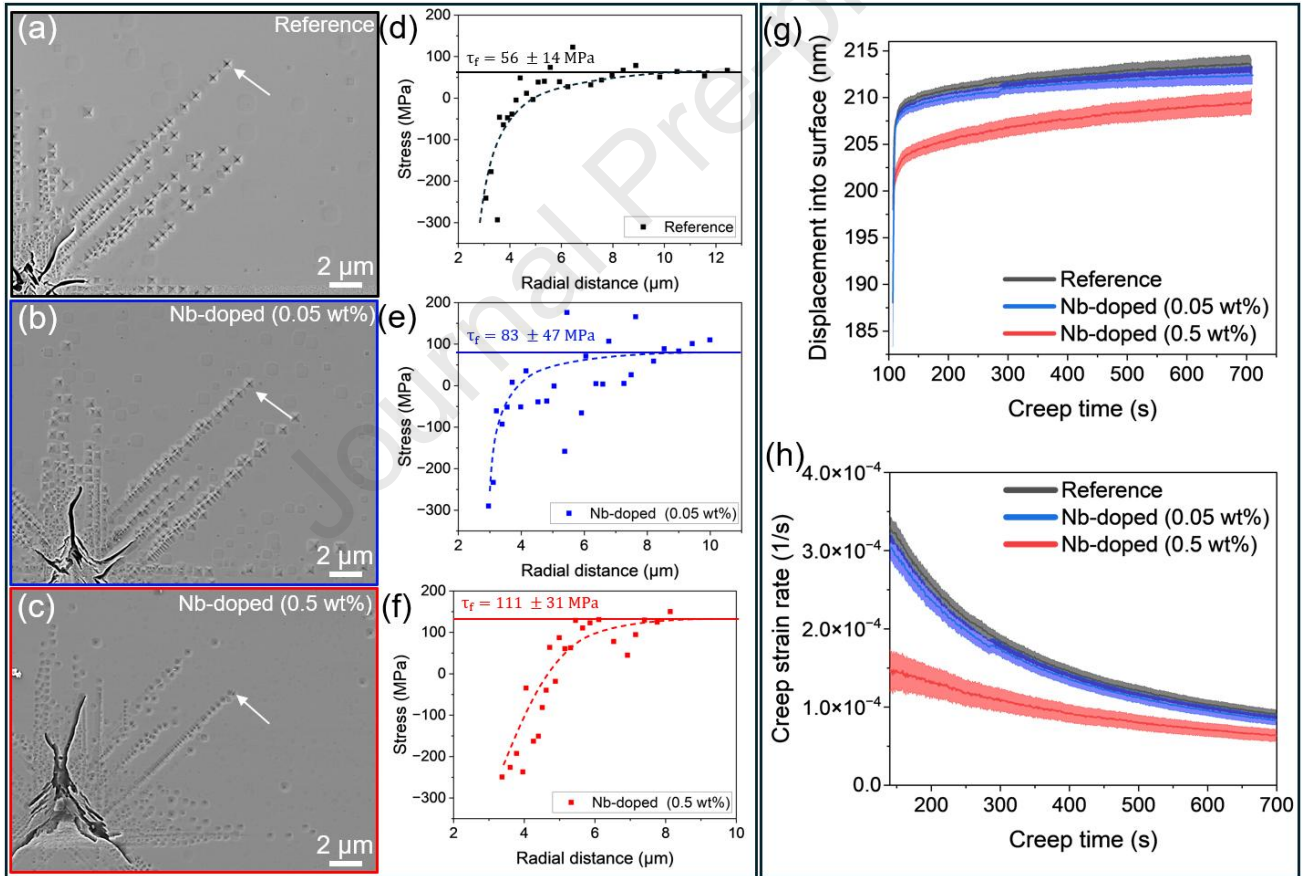 (a)
Reference
2 μm
(b)
Nb-doped (0.05 wt%)
2 μm
(c)
Nb-doped (0.5 wt%)
2 μm
(d)
200
100
0
−100
−200
−300
Stress (MPa)
τf = 56 ± 14 MPa
Reference
2 4 6 8 10 12
Radial distance (μm)
(e)
200
100
0
−100
−200
−300
Stress (MPa)
τf = 83 ± 47 MPa
Nb-doped (0.05 wt%)
2 4 6 8 10
Radial distance (μm)
(f)
200
100
0
−100
−200
−300
Stress (MPa)
τf = 111 ± 31 MPa
Nb-doped (0.5 wt%)
2 4 6 8 10
Radial distance (μm)
(g)
215
210
205
200
195
190
185
Displacement into surface (nm)
Reference
Nb-doped (0.05 wt%)
Nb-doped (0.5 wt%)
100 200 300 400 500 600 700
Creep time (s)
(h)
4.0×10⁻⁴
3.0×10⁻⁴
2.0×10⁻⁴
1.0×10⁻⁴
0.0
Creep strain rate (1/s)
Reference
Nb-doped (0.05 wt%)
Nb-doped (0.5 wt%)
200 300 400 500 600 700
Creep time (s)
Journal Pre-p